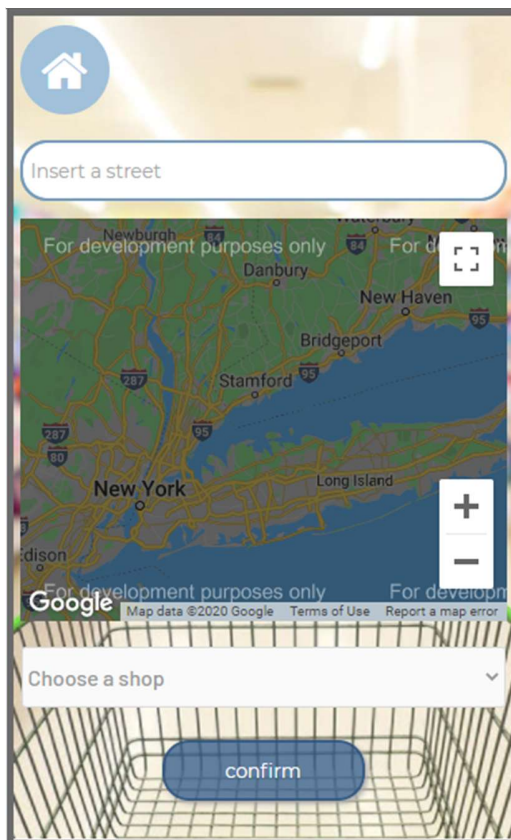 Insert a street
Waterbury
Newburgh 84
84
For development purposes only
For develop
Danbury
New Haven
95
Bridgeport
287
Stamford 95
287
95
80
New York
Long Island
Edison
For development purposes only
For developm
Google
Map data ©2020 Google Terms of Use Report a map error
Choose a shop
confirm